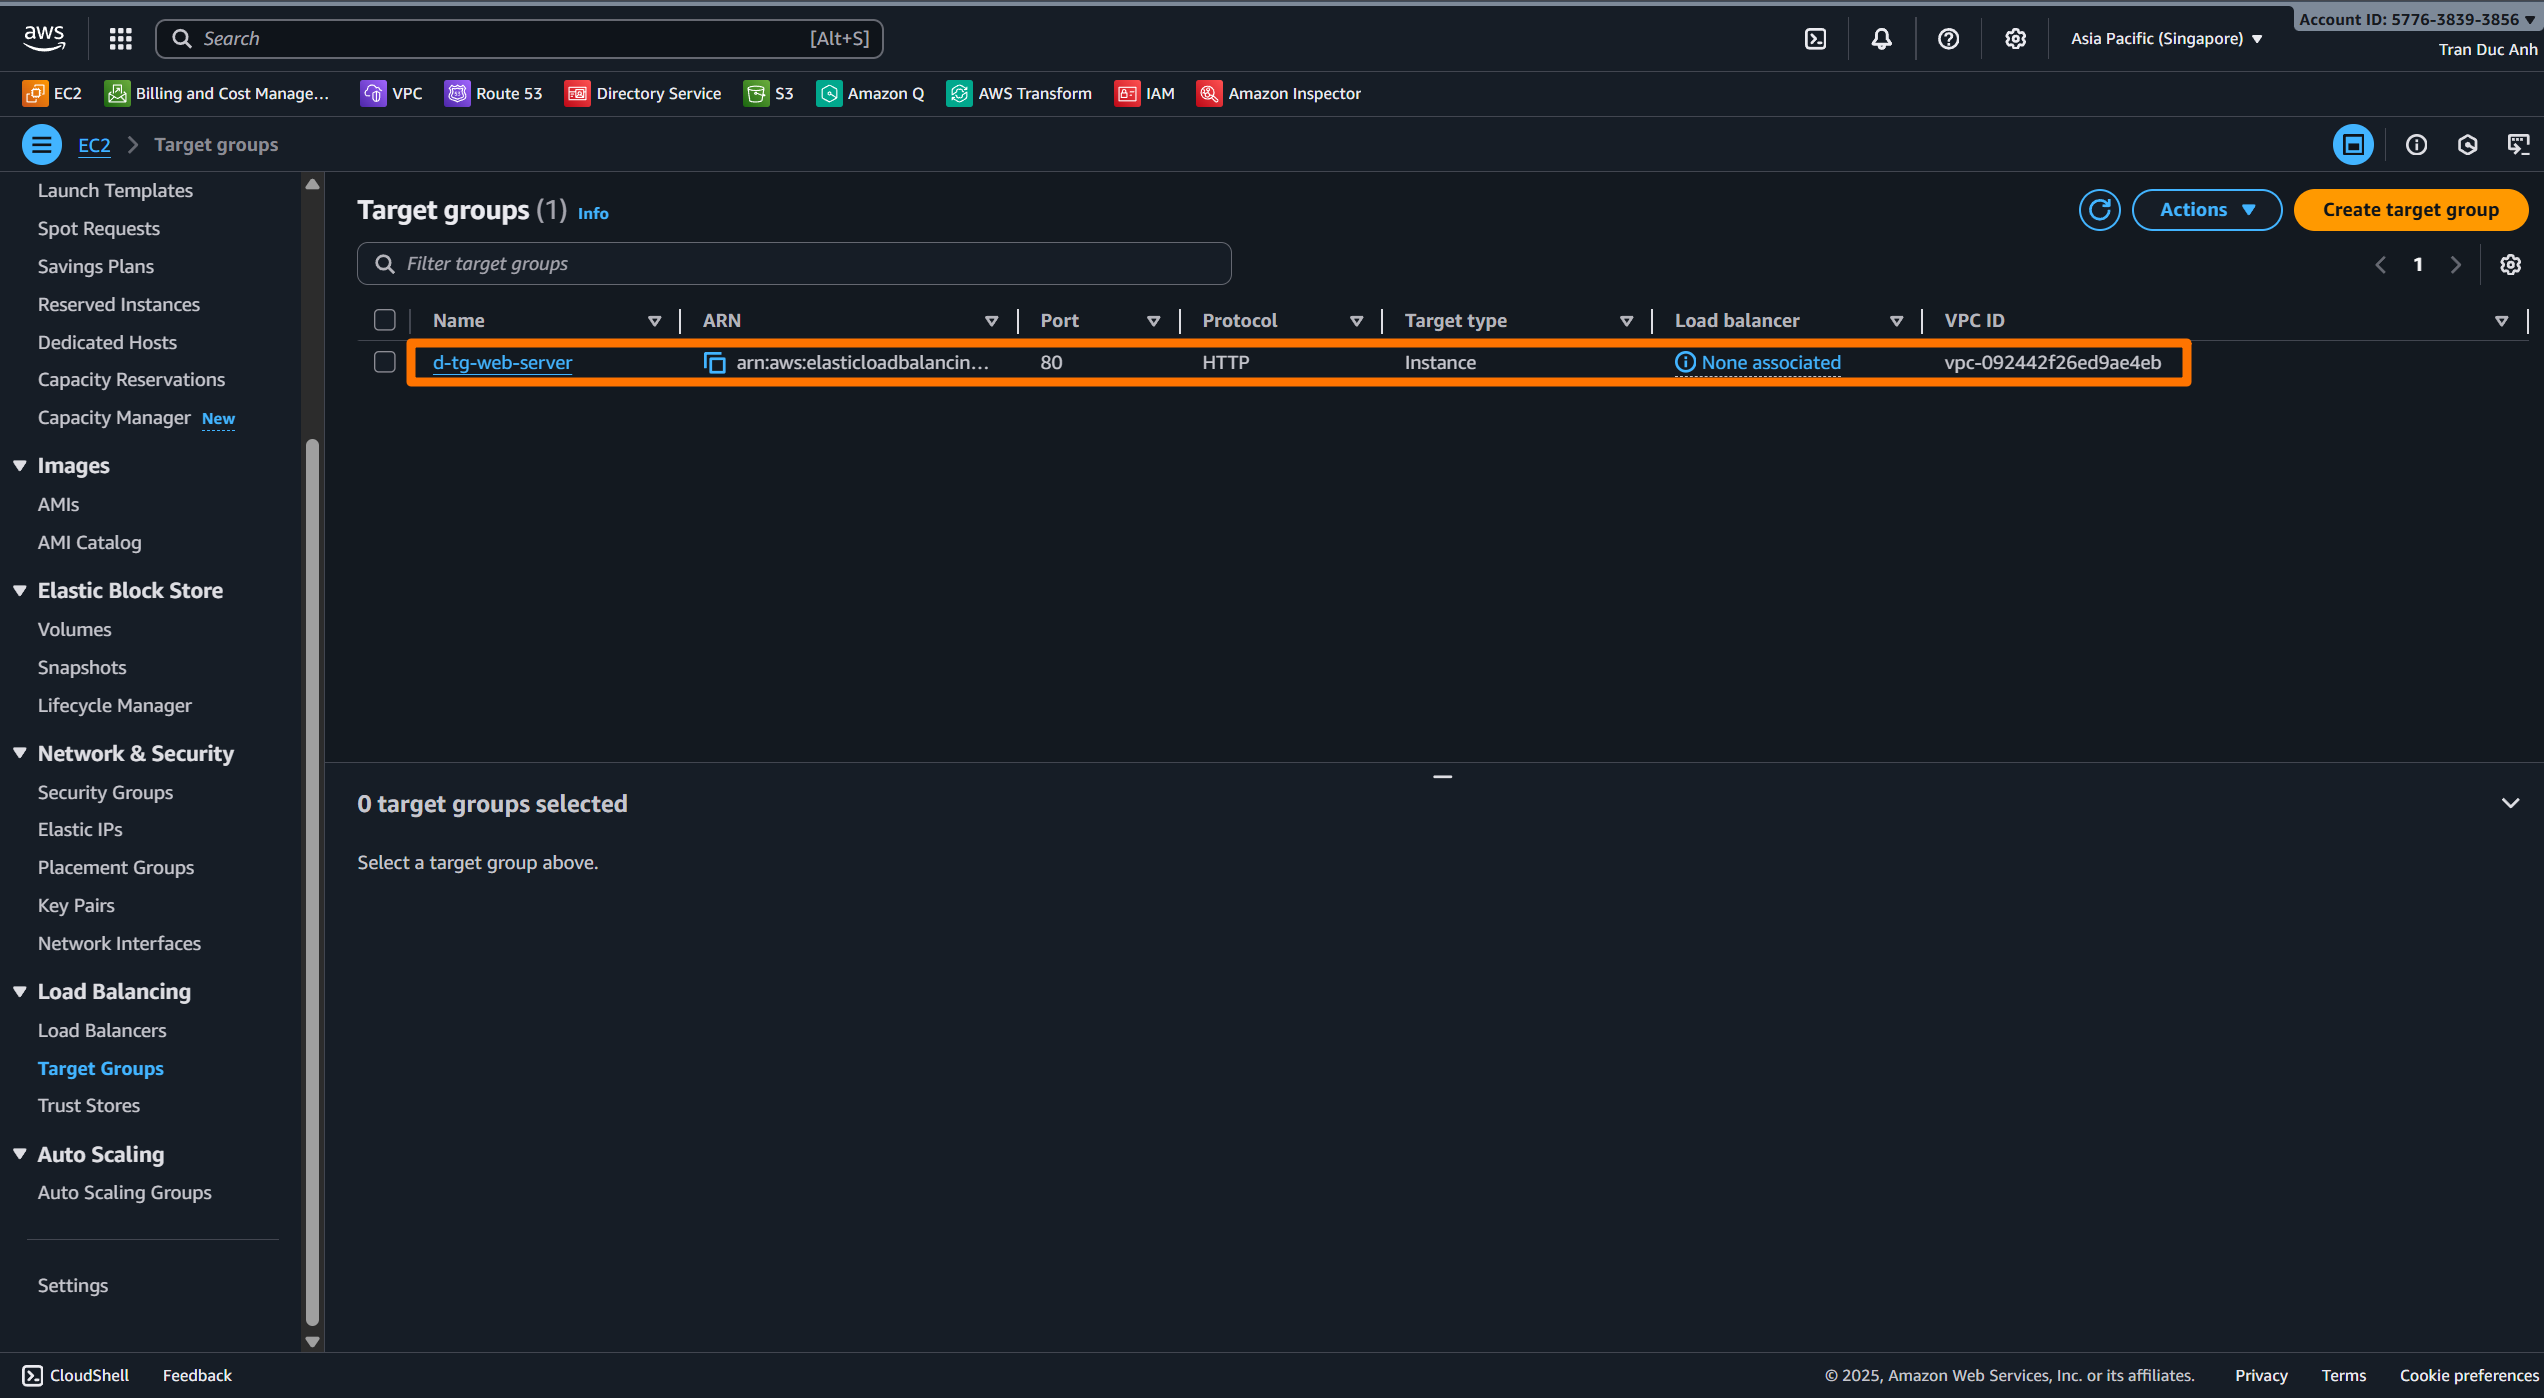 aws
Search [Alt+S]
Asia Pacific (Singapore)
Account ID: 5776-3839-3856
Tran Duc Anh
EC2
Billing and Cost Manage...
VPC
Route 53
Directory Service
S3
Amazon Q
AWS Transform
IAM
Amazon Inspector
EC2
Target groups
Launch Templates
Spot Requests
Savings Plans
Reserved Instances
Dedicated Hosts
Capacity Reservations
Capacity Manager New
Images
AMIs
AMI Catalog
Elastic Block Store
Volumes
Snapshots
Lifecycle Manager
Network & Security
Security Groups
Elastic IPs
Placement Groups
Key Pairs
Network Interfaces
Load Balancing
Load Balancers
Target Groups
Trust Stores
Auto Scaling
Auto Scaling Groups
Settings
Target groups (1) Info
Actions
Create target group
Filter target groups
1
Name ARN Port Protocol Target type Load balancer VPC ID
d-tg-web-server arn:aws:elasticloadbalancin... 80 HTTP Instance None associated vpc-092442f26ed9ae4eb
0 target groups selected
Select a target group above.
CloudShell
Feedback
© 2025, Amazon Web Services, Inc. or its affiliates.
Privacy
Terms
Cookie preferences